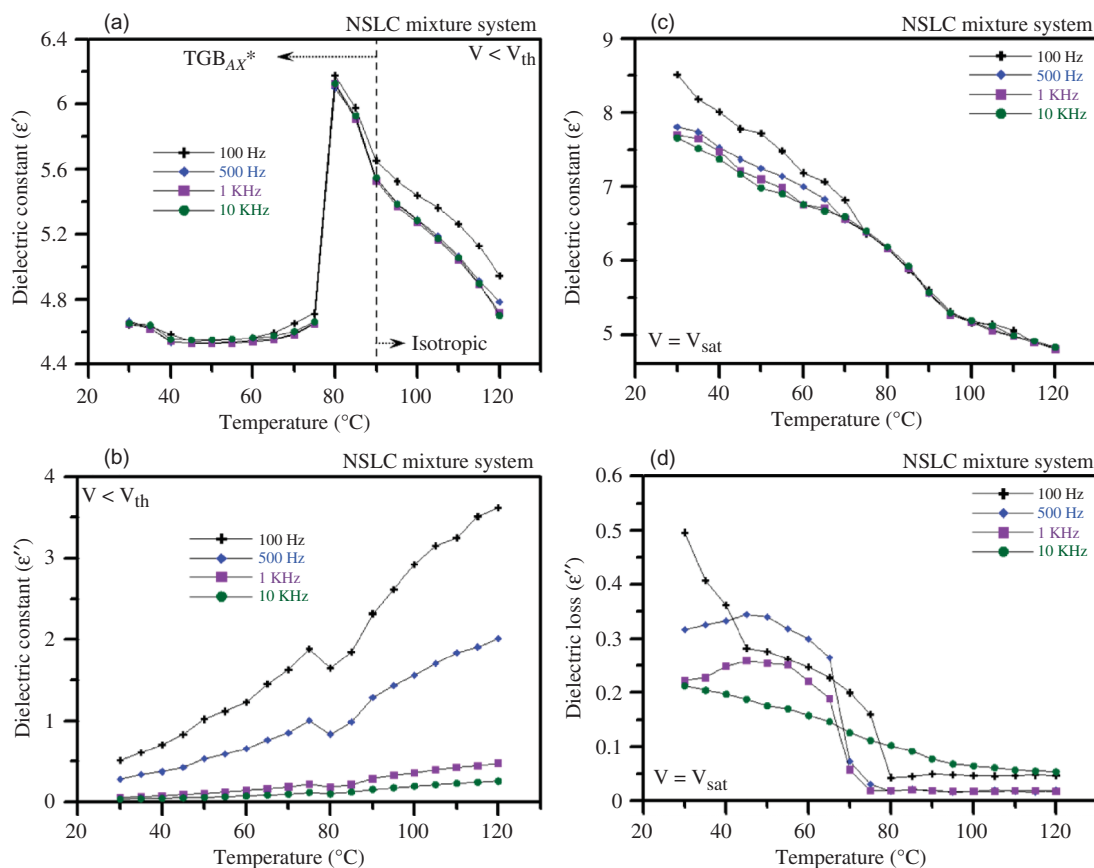 (a)
NSLC mixture system
6.4
6
5.6
5.2
4.8
4.4
Dielectric constant (ε′)
TGB_AX*
V < V_th
100 Hz
500 Hz
1 KHz
10 KHz
Isotropic
20 40 60 80 100 120
Temperature (°C)
(c)
NSLC mixture system
9
8
7
6
5
Dielectric constant (ε′)
100 Hz
500 Hz
1 KHz
10 KHz
V = V_sat
20 40 60 80 100 120
Temperature (°C)
(b)
NSLC mixture system
4
3
2
1
0
Dielectric constant (ε″)
V < V_th
100 Hz
500 Hz
1 KHz
10 KHz
20 40 60 80 100 120
Temperature (°C)
(d)
NSLC mixture system
0.6
0.5
0.4
0.3
0.2
0.1
0
Dielectric loss (ε″)
100 Hz
500 Hz
1 KHz
10 KHz
V = V_sat
20 40 60 80 100 120
Temperature (°C)